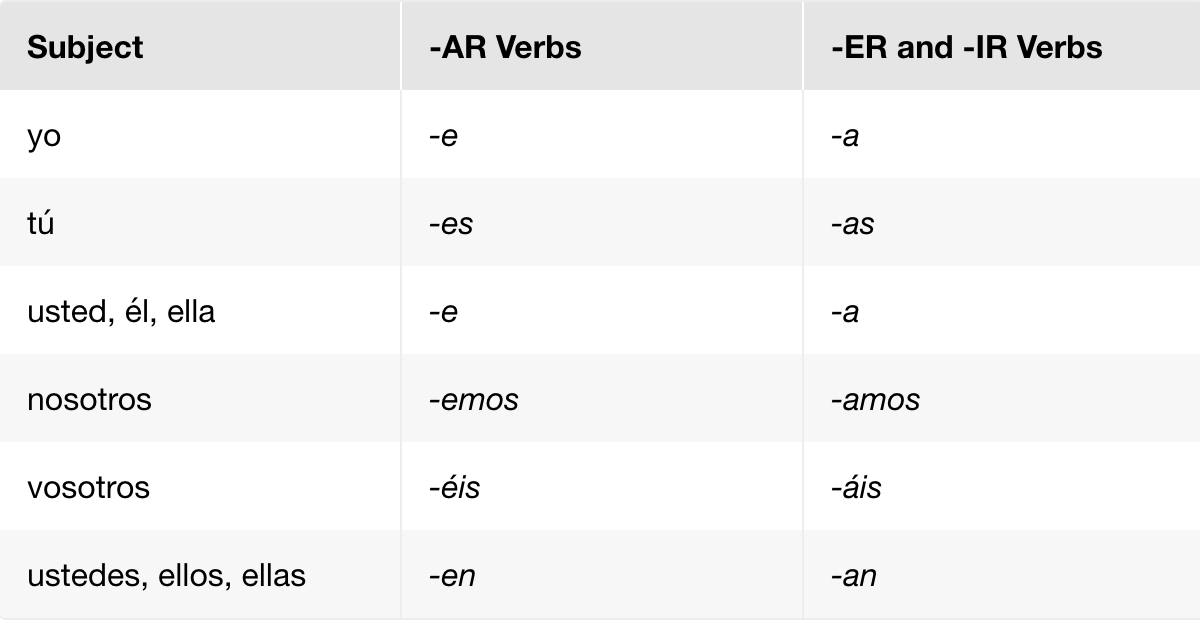 Subject -AR Verbs -ER and -IR Verbs
yo -e -a
tú -es -as
usted, él, ella -e -a
nosotros -emos -amos
vosotros -éis -áis
ustedes, ellos, ellas -en -an